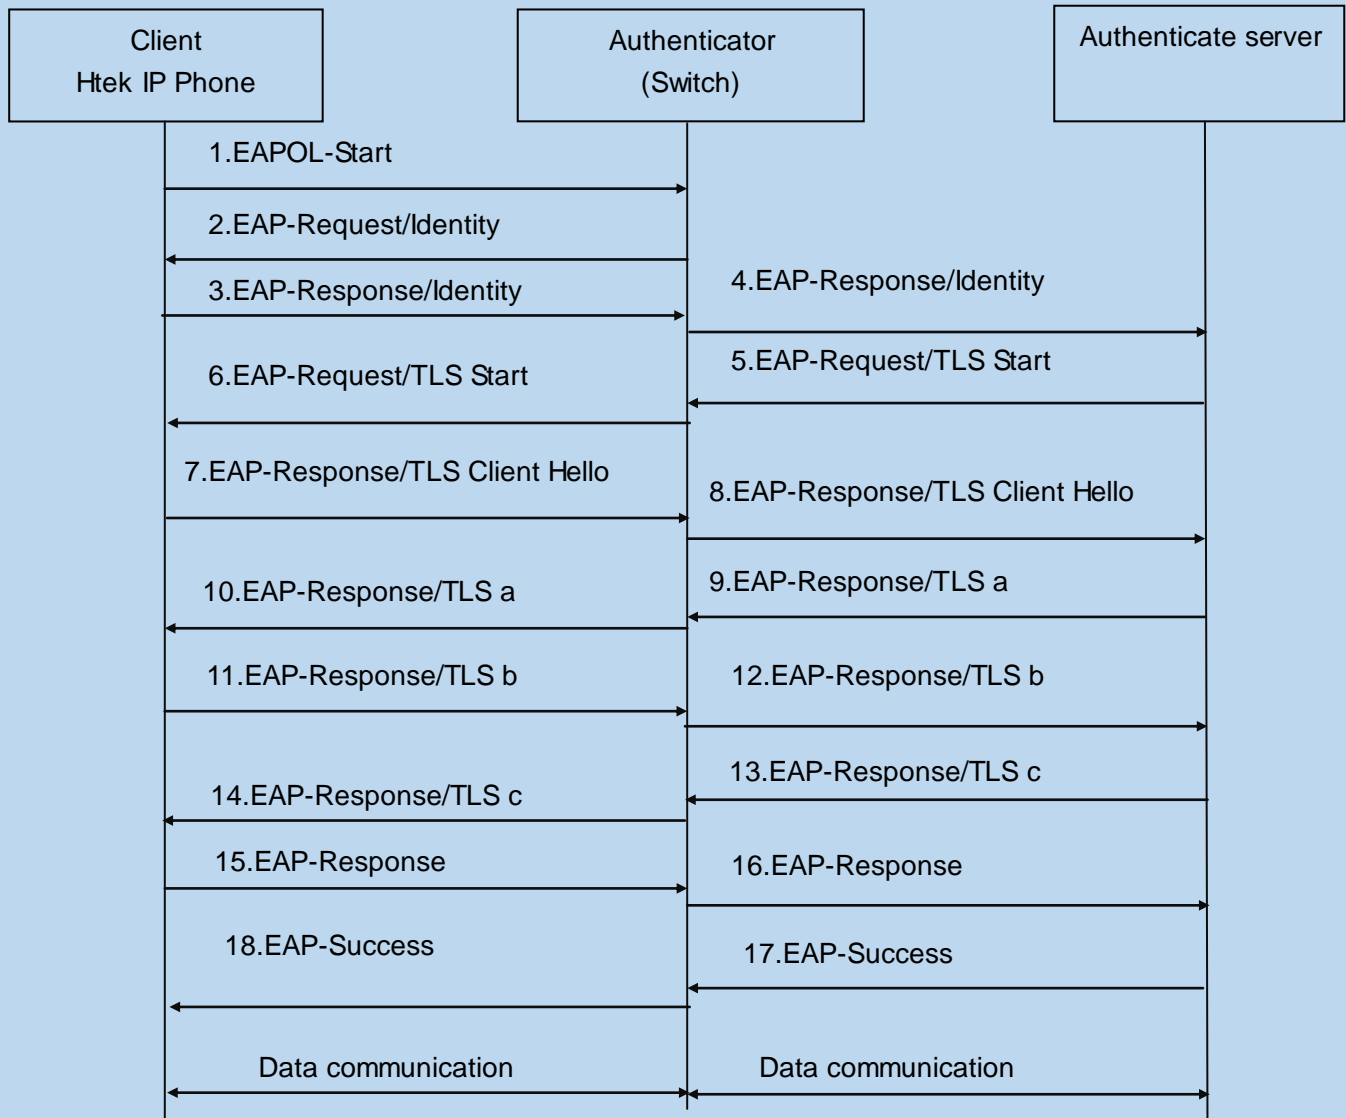 Client
Htek IP Phone
Authenticator
(Switch)
Authenticate server
1.EAPOL-Start
2.EAP-Request/Identity
3.EAP-Response/Identity
4.EAP-Response/Identity
5.EAP-Request/TLS Start
6.EAP-Request/TLS Start
7.EAP-Response/TLS Client Hello
8.EAP-Response/TLS Client Hello
9.EAP-Response/TLS a
10.EAP-Response/TLS a
11.EAP-Response/TLS b
12.EAP-Response/TLS b
13.EAP-Response/TLS c
14.EAP-Response/TLS c
15.EAP-Response
16.EAP-Response
17.EAP-Success
18.EAP-Success
Data communication
Data communication